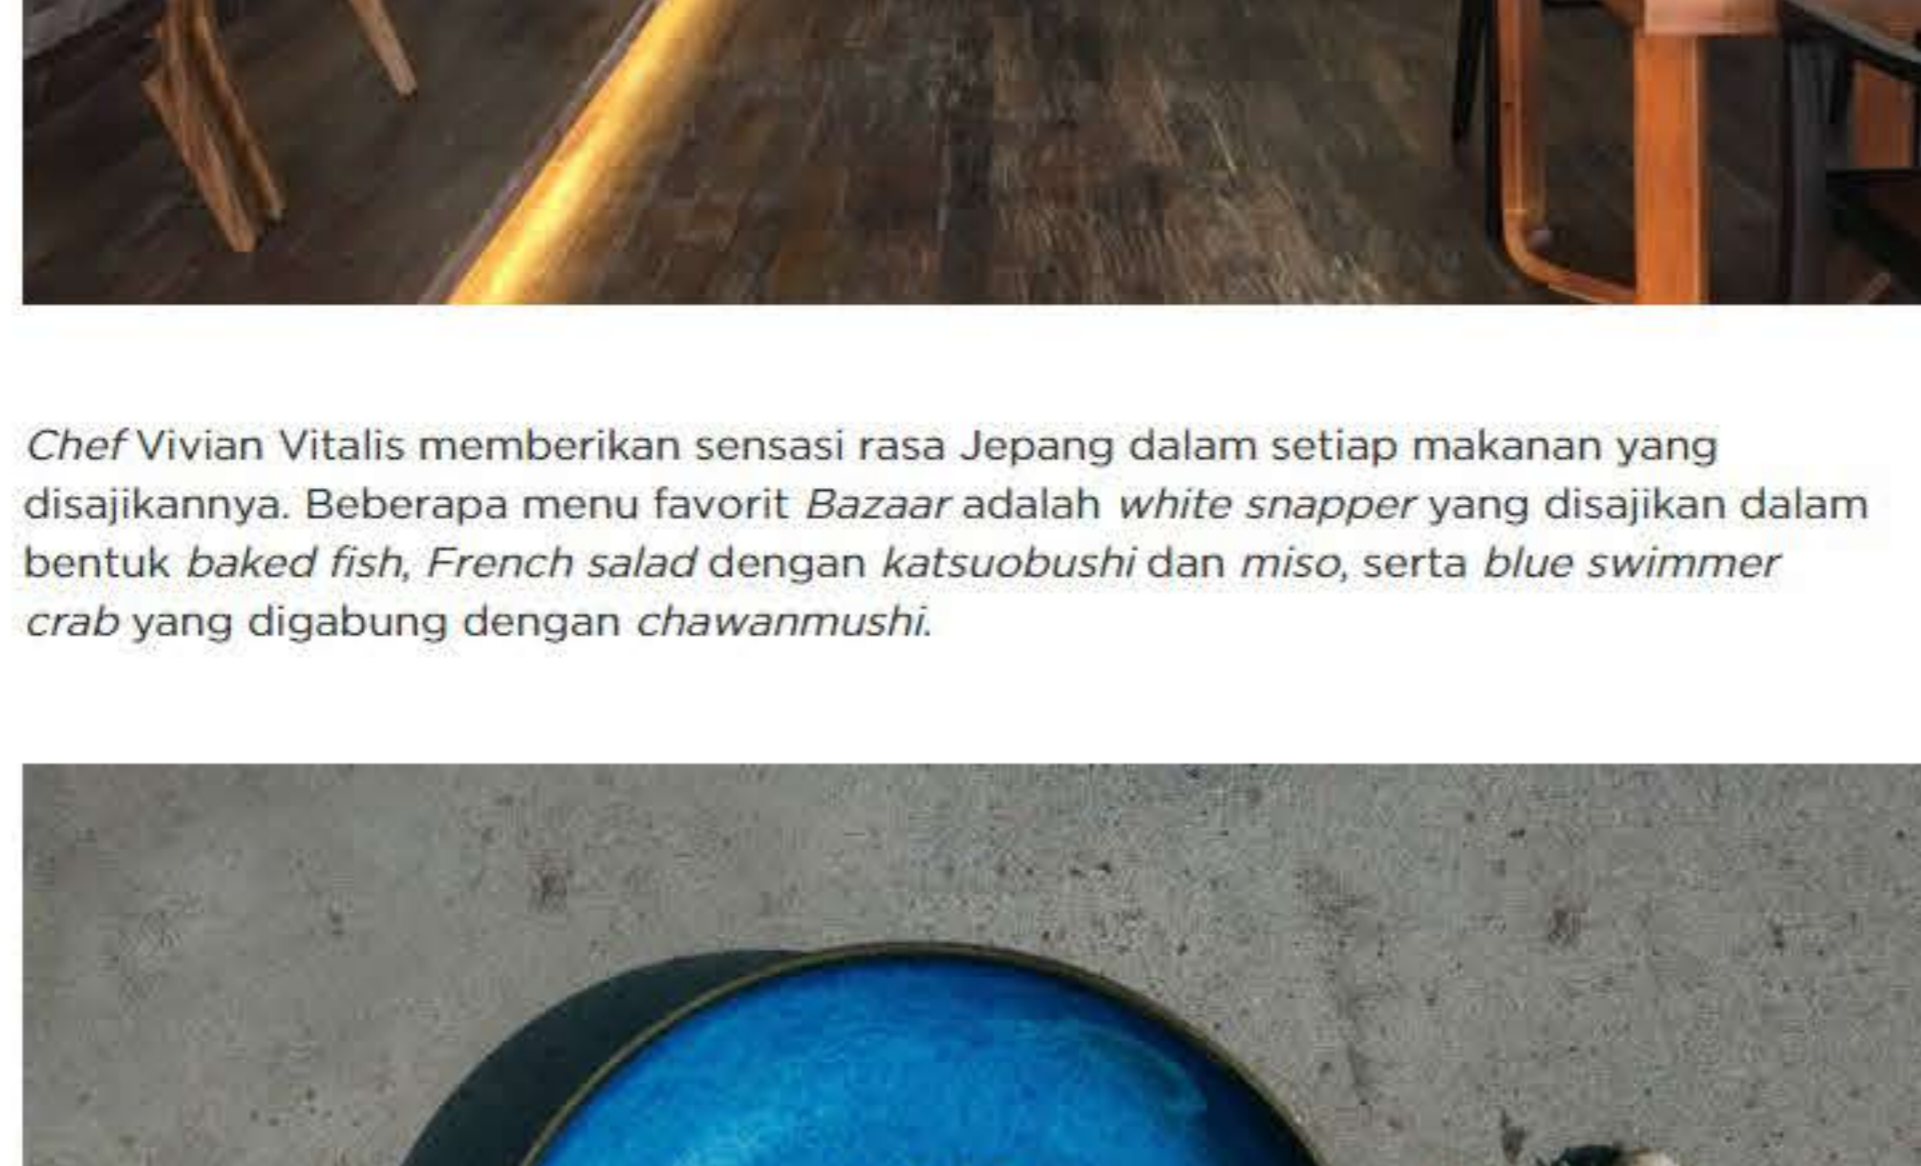 Chef Vivian Vitalis memberikan sensasi rasa Jepang dalam setiap makanan yang
disajikannya. Beberapa menu favorit Bazaar adalah white snapper yang disajikan dalam
bentuk baked fish, French salad dengan katsuobushi dan miso, serta blue swimmer
crab yang digabung dengan chawanmushi.